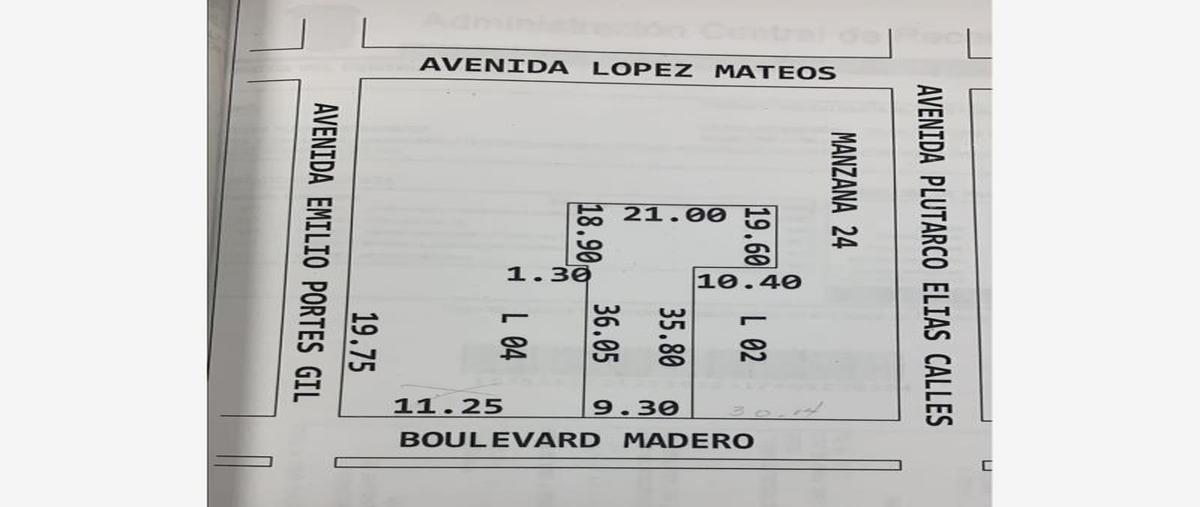 AVENIDA LOPEZ MATEOS
AVENIDA EMILIO PORTES GIL
AVENIDA PLUTARCO ELIAS CALLES
MANZANA 24
18.90
21.00
19.60
1.30
10.40
19.75
L 04
36.05
35.80
L 02
11.25
9.30
30.14
BOULEVARD MADERO